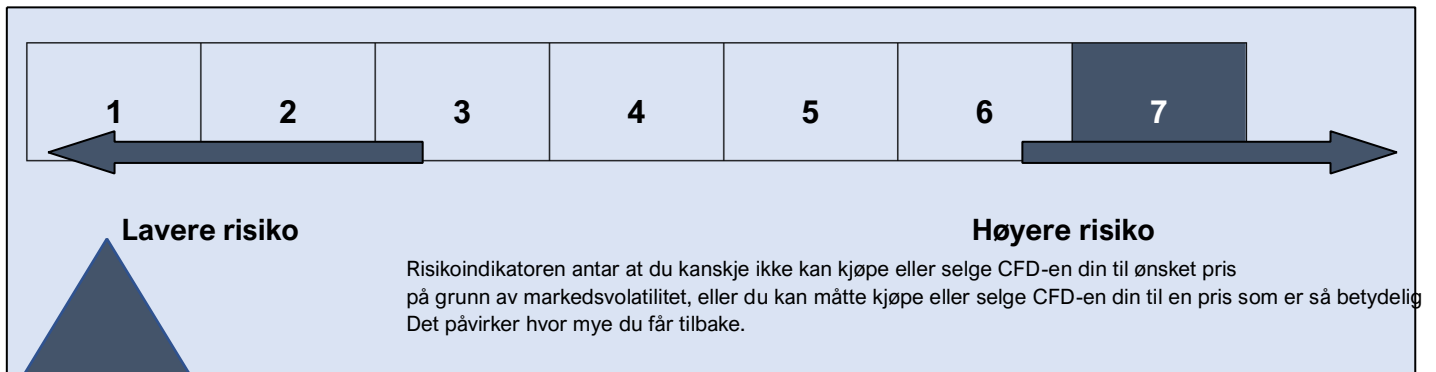 1 2 3 4 5 6 7
Lavere risiko Høyere risiko
Risikoindikatoren antar at du kanskje ikke kan kjøpe eller selge CFD-en din til ønsket pris
på grunn av markedsvolatilitet, eller du kan måtte kjøpe eller selge CFD-en din til en pris som er så betydelig
Det påvirker hvor mye du får tilbake.